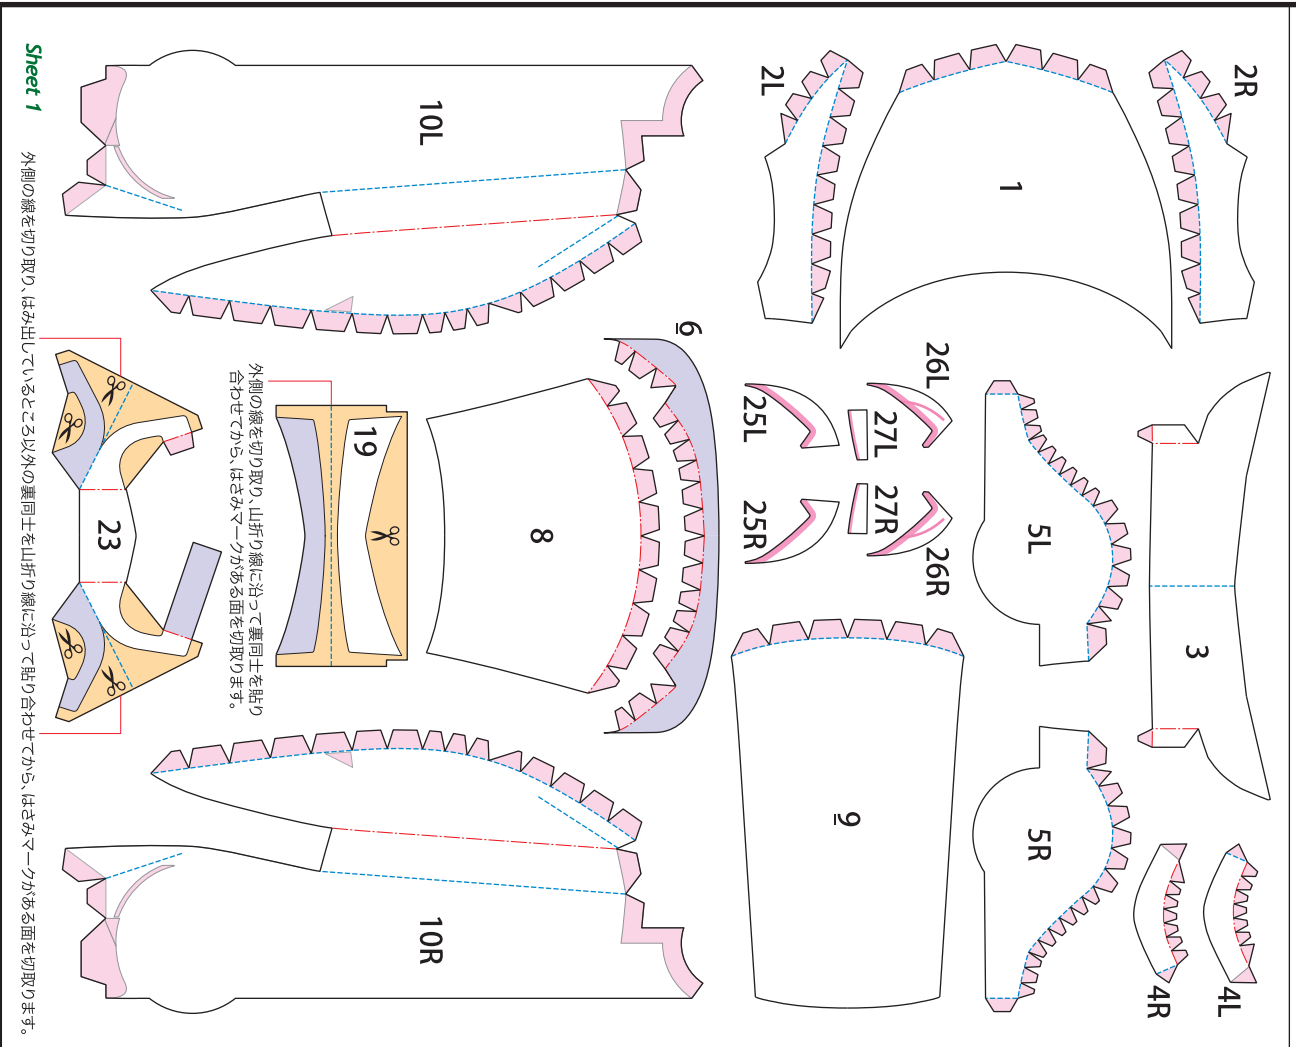 Sheet 1
外側の線を切り取り、はみ出しているところ以外の裏同士を山折り線に沿って貼り合わせてから、はさみマークがある面を切取ります。
2R
1
2L
3
26L
27L
25L
27R
26R
25R
5L
5R
4L
4R
6
8
9
10L
外側の線を切り取り、山折り線に沿って裏同士を貼り
合わせてから、はさみマークがある面を切取ります。
19
23
10R